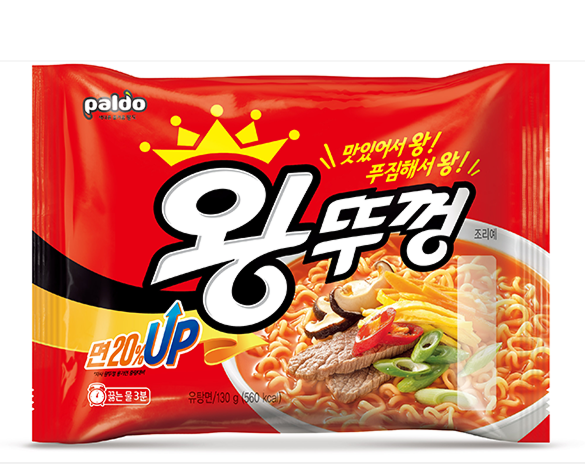 paldo
맛있어서 왕!
푸짐해서 왕!
왕뚜껑
조리예
면20%UP
끓는 물 3분
유탕면/130 g (560 kcal)